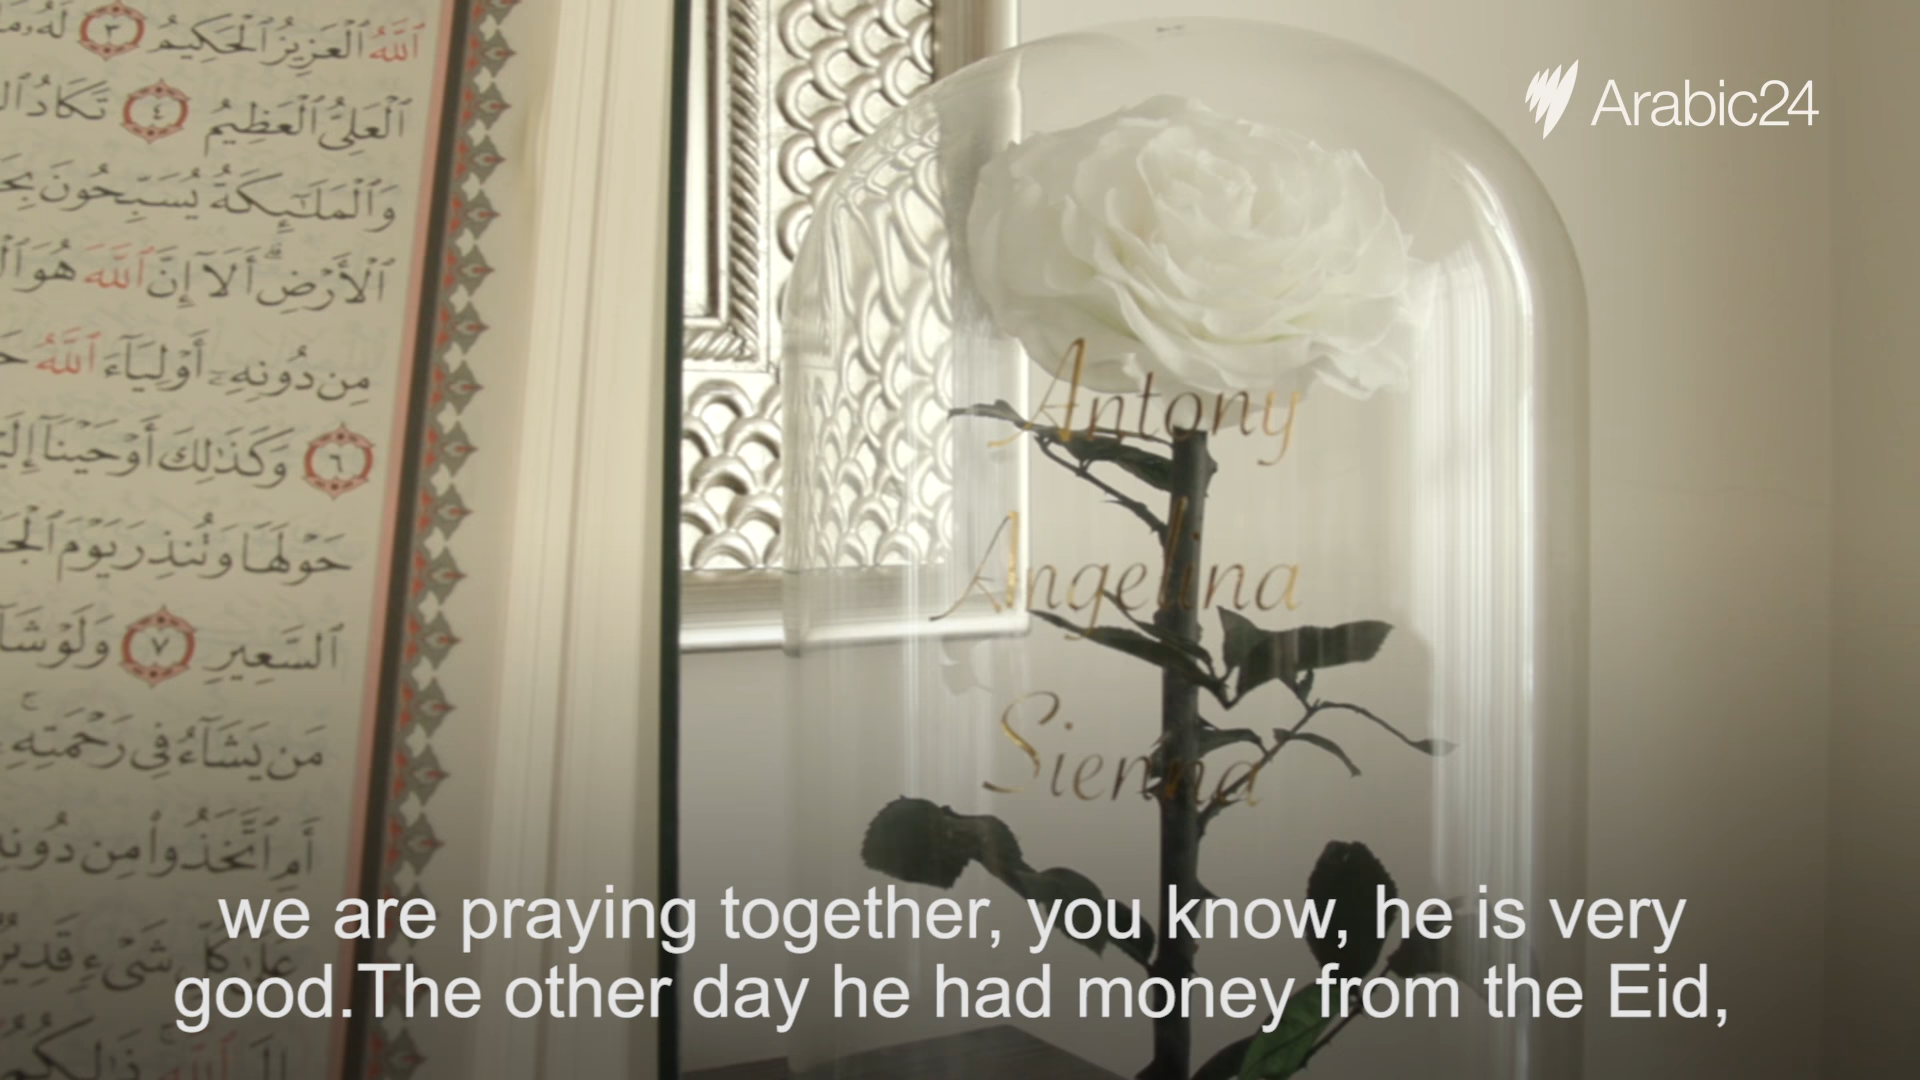 ٱللَّهُ ٱلْعَزِيزُ ٱلْحَكِيمُ ٣ لَهُۥ
ٱلْعَلِىُّ ٱلْعَظِيمُ ٤ تَكَادُ
وَٱلْمَلَـٰٓئِكَةُ يُسَبِّحُونَ
ٱلْأَرْضِ ۗ أَلَآ إِنَّ ٱللَّهَ هُوَ
مِن دُونِهِۦٓ أَوْلِيَآءَ ٱللَّهُ
٦ وَكَذَٰلِكَ أَوْحَيْنَآ
حَوْلَهَا وَتُنذِرَ يَوْمَ
ٱلسَّعِيرِ ٧ وَلَوْ
مَن يَشَآءُ فِى رَحْمَتِهِۦ ۚ
أَمِ ٱتَّخَذُوا۟ مِن
كُلِّ شَىْءٍ قَدِيرٌ
Arabic24
Antony
Angelina
Sienna
we are praying together, you know, he is very
good.The other day he had money from the Eid,